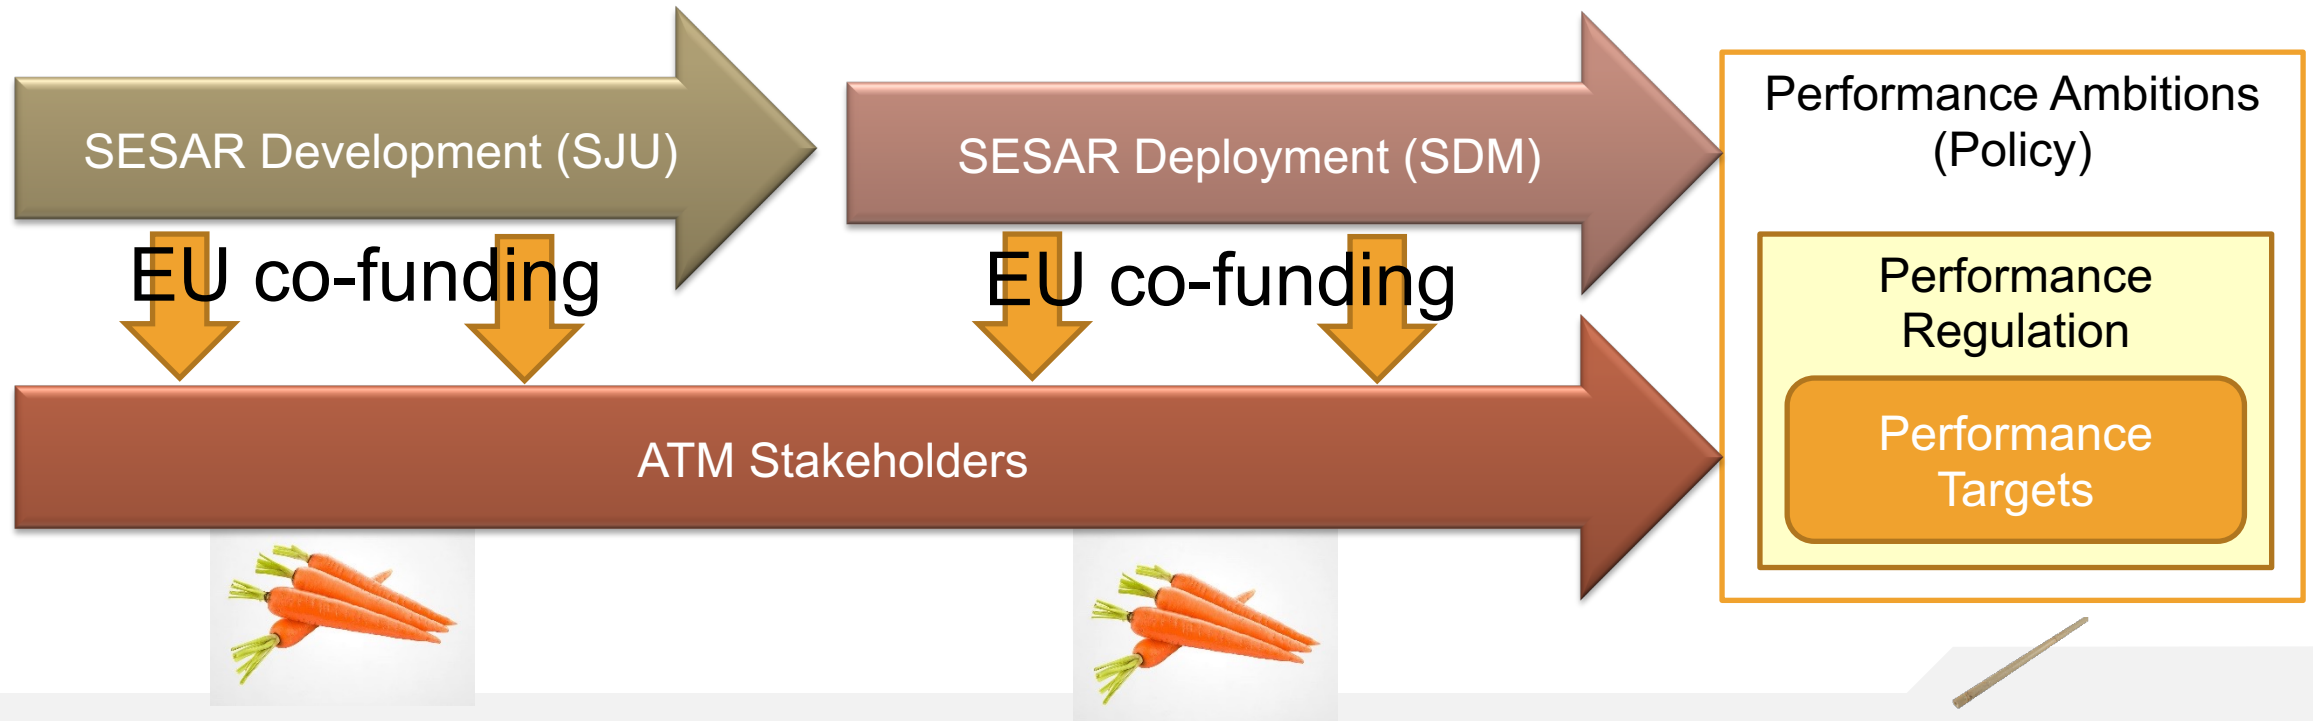 SESAR Development (SJU)
EU co-funding
SESAR Deployment (SDM)
EU co-funding
ATM Stakeholders
Performance Ambitions
(Policy)
Performance
Regulation
Performance
Targets